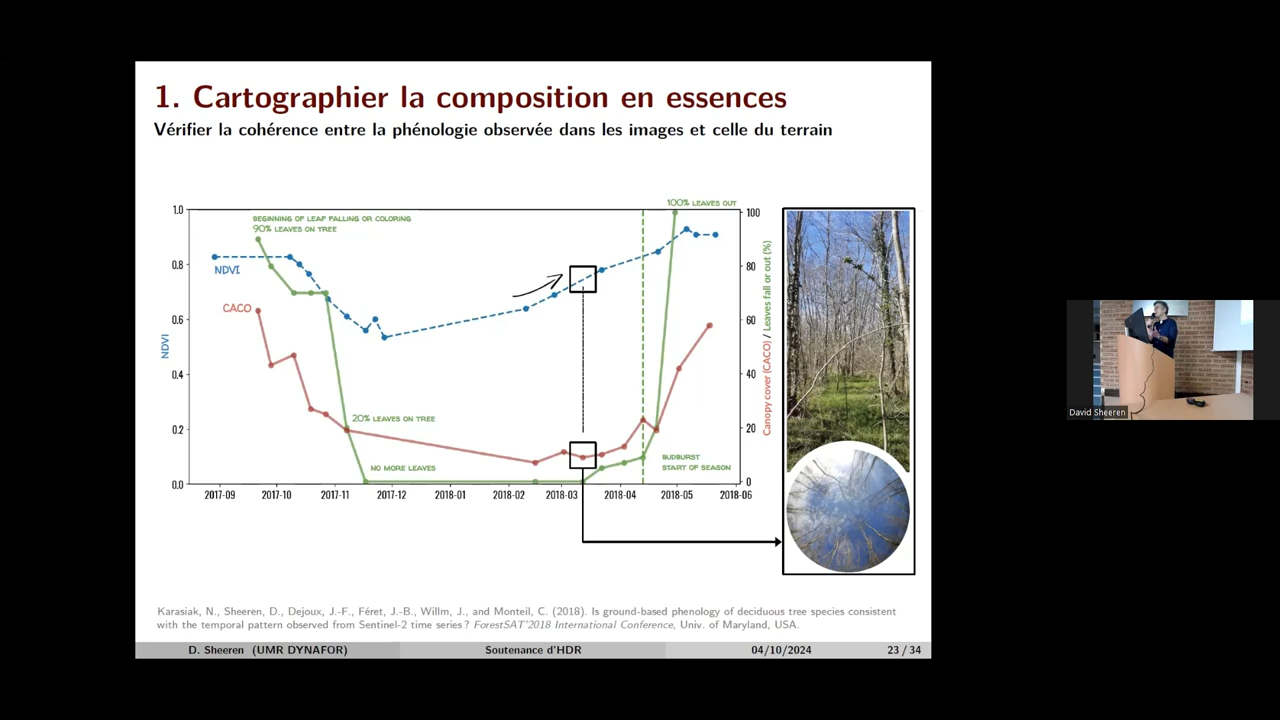 1. Cartographier la composition en essences
Vérifier la cohérence entre la phénologie observée dans les images et celle du terrain
1.0
0.8
0.6
0.4
0.2
0.0
NDVI
BEGINNING OF LEAF FALLING OR COLORING
90% LEAVES ON TREE
NDVI
CACO
20% LEAVES ON TREE
NO MORE LEAVES
100% LEAVES OUT
BUDBURST
START OF SEASON
100
80
60
40
20
0
Canopy cover (CACO) / Leaves fall or out (%)
2017-09 2017-10 2017-11 2017-12 2018-01 2018-02 2018-03 2018-04 2018-05 2018-06
Karasiak, N., Sheeren, D., Dejoux, J.-F., Féret, J.-B., Willm, J., and Monteil, C. (2018). Is ground-based phenology of deciduous tree species consistent
with the temporal pattern observed from Sentinel-2 time series ? ForestSAT'2018 International Conference, Univ. of Maryland, USA.
D. Sheeren (UMR DYNAFOR) Soutenance d'HDR 04/10/2024 23 / 34
David Sheeren